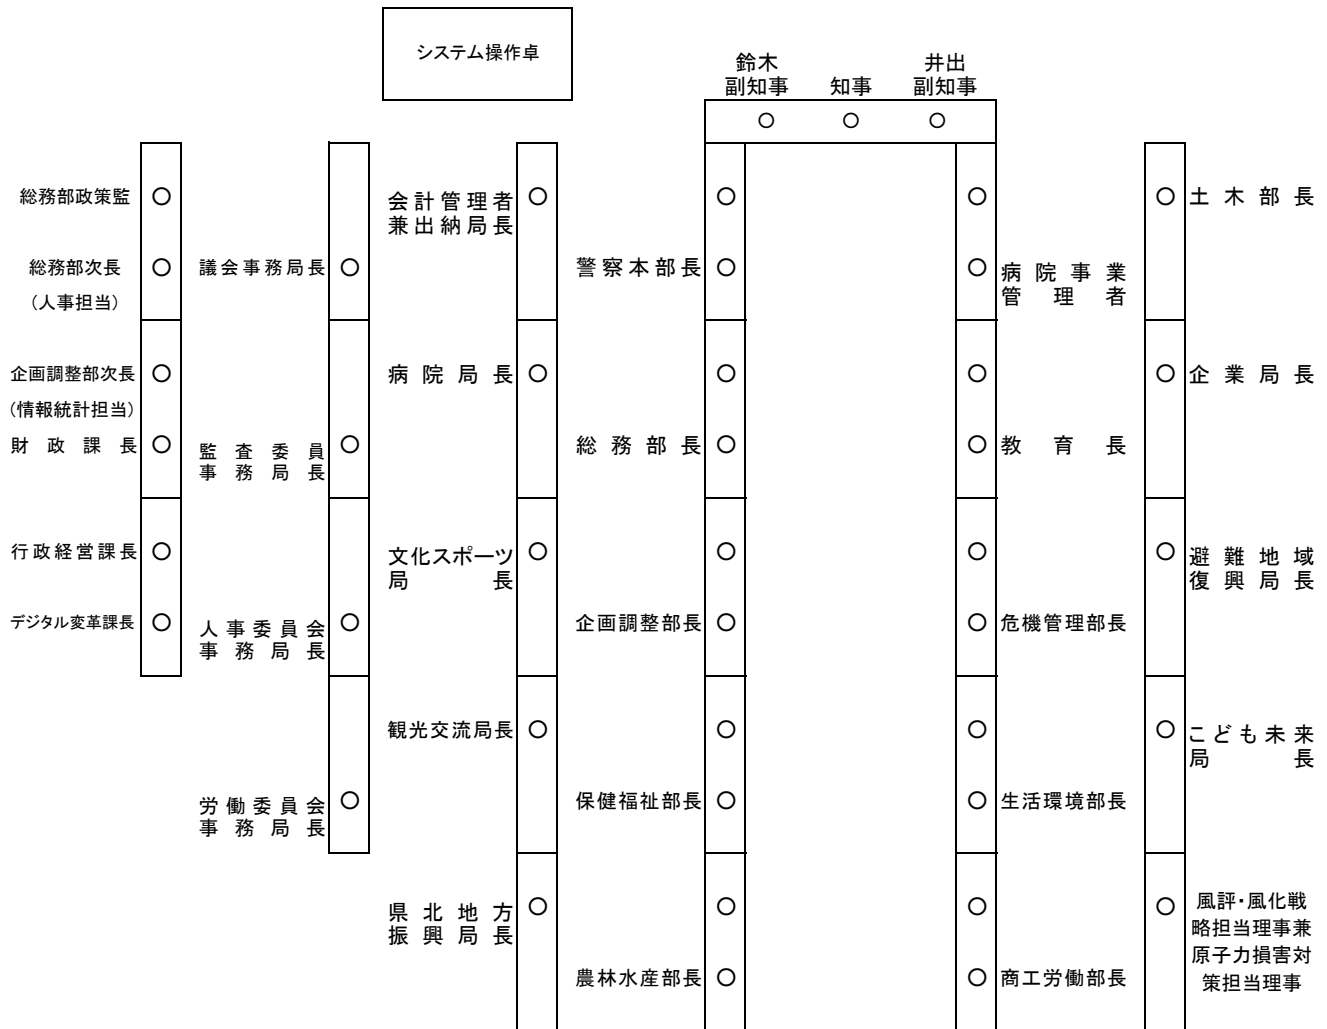 システム操作卓
鈴木
副知事
知事
井出
副知事
総務部政策監
総務部次長
（人事担当）
企画調整部次長
（情報統計担当）
財政課長
行政経営課長
デジタル変革課長
議会事務局長
監査委員
事務局長
人事委員会
事務局長
労働委員会
事務局長
会計管理者
兼出納局長
病院局長
文化スポーツ
局長
観光交流局長
県北地方
振興局長
警察本部長
総務部長
企画調整部長
保健福祉部長
農林水産部長
病院事業
管理者
教育長
危機管理部長
生活環境部長
商工労働部長
土木部長
企業局長
避難地域
復興局長
こども未来
局長
風評・風化戦
略担当理事兼
原子力損害対
策担当理事